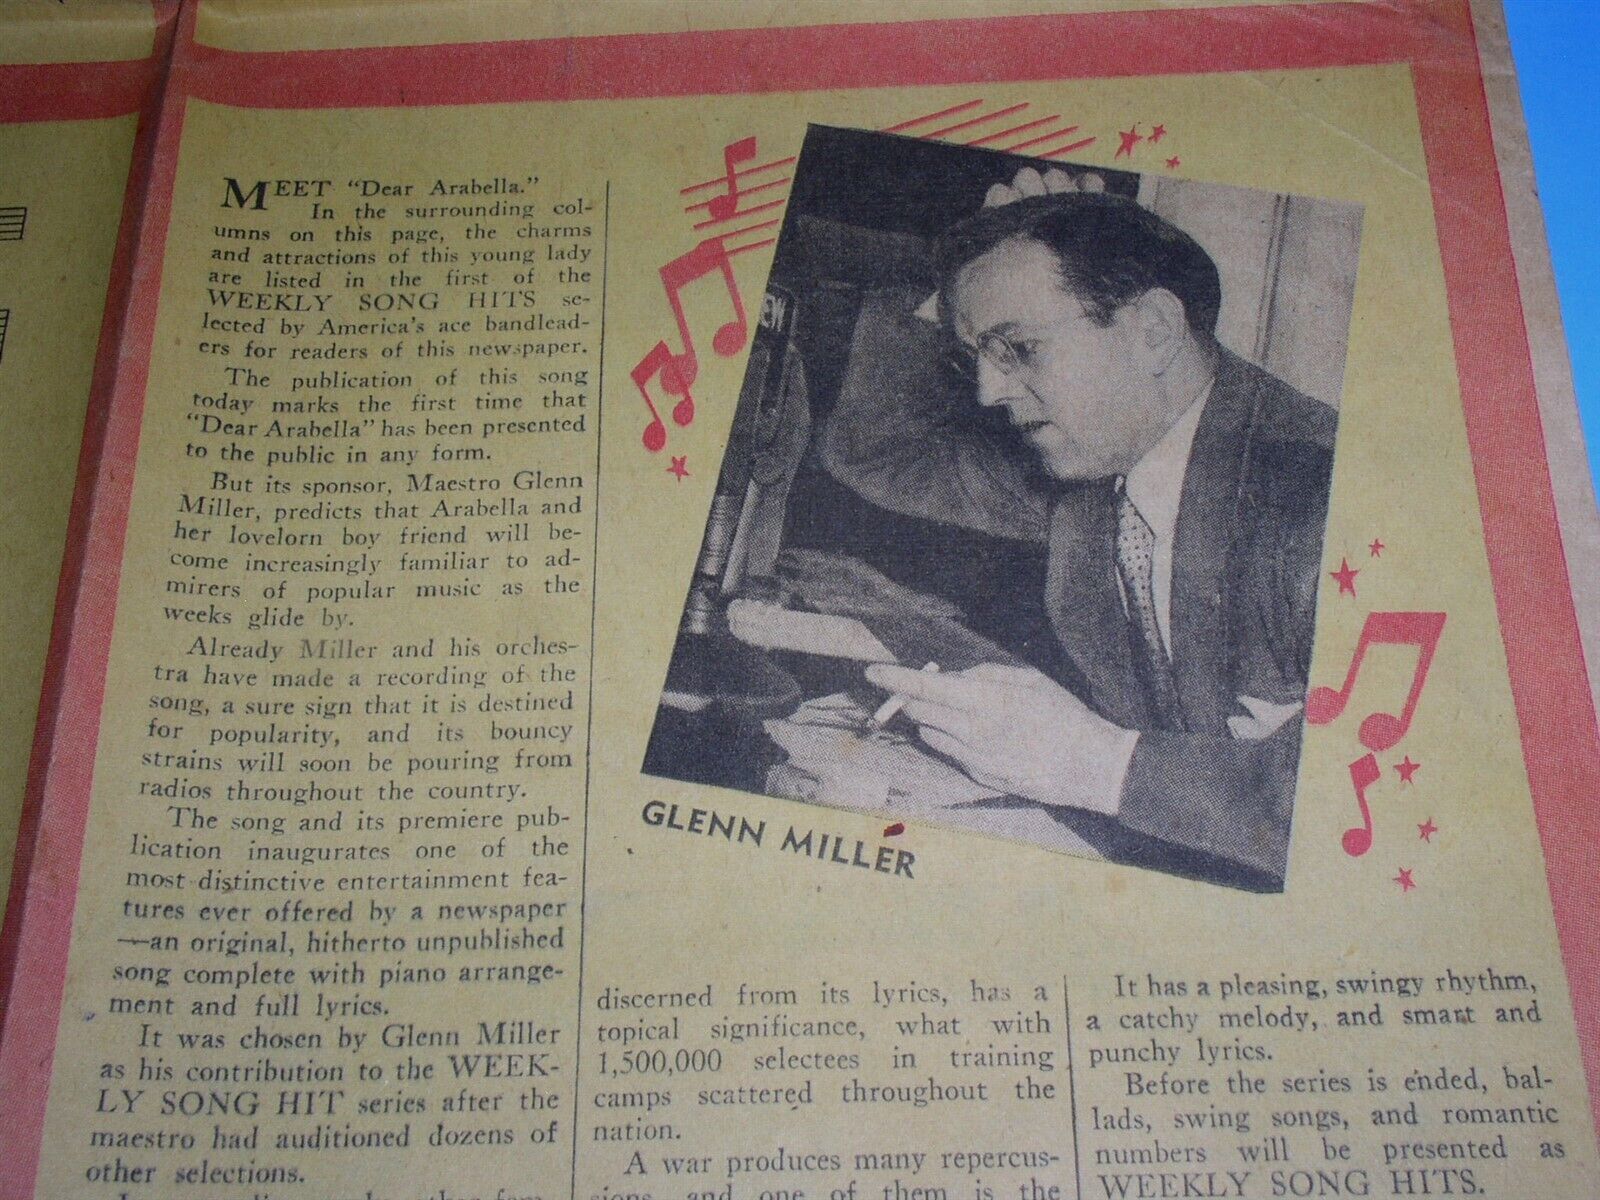 MEET "Dear Arabella."
In the surrounding col-
umns on this page, the charms
and attractions of this young lady
are listed in the first of the
WEEKLY SONG HITS se-
lected by America's ace bandlead-
ers for readers of this newspaper.
The publication of this song
today marks the first time that
"Dear Arabella" has been presented
to the public in any form.
But its sponsor, Maestro Glenn
Miller, predicts that Arabella and
her lovelorn boy friend will be-
come increasingly familiar to ad-
mirers of popular music as the
weeks glide by.
Already Miller and his orches-
tra have made a recording of the
song, a sure sign that it is destined
for popularity, and its bouncy
strains will soon be pouring from
radios throughout the country.
The song and its premiere pub-
lication inaugurates one of the
most distinctive entertainment fea-
tures ever offered by a newspaper
—an original, hitherto unpublished
song complete with piano arrange-
ment and full lyrics.
It was chosen by Glenn Miller
as his contribution to the WEEK-
LY SONG HIT series after the
maestro had auditioned dozens of
other selections.
GLENN MILLER
discerned from its lyrics, has a
topical significance, what with
1,500,000 selectees in training
camps scattered throughout the
nation.
A war produces many repercus-
sions, and one of them is the
It has a pleasing, swingy rhythm,
a catchy melody, and smart and
punchy lyrics.
Before the series is ended, bal-
lads, swing songs, and romantic
numbers will be presented as
WEEKLY SONG HITS.